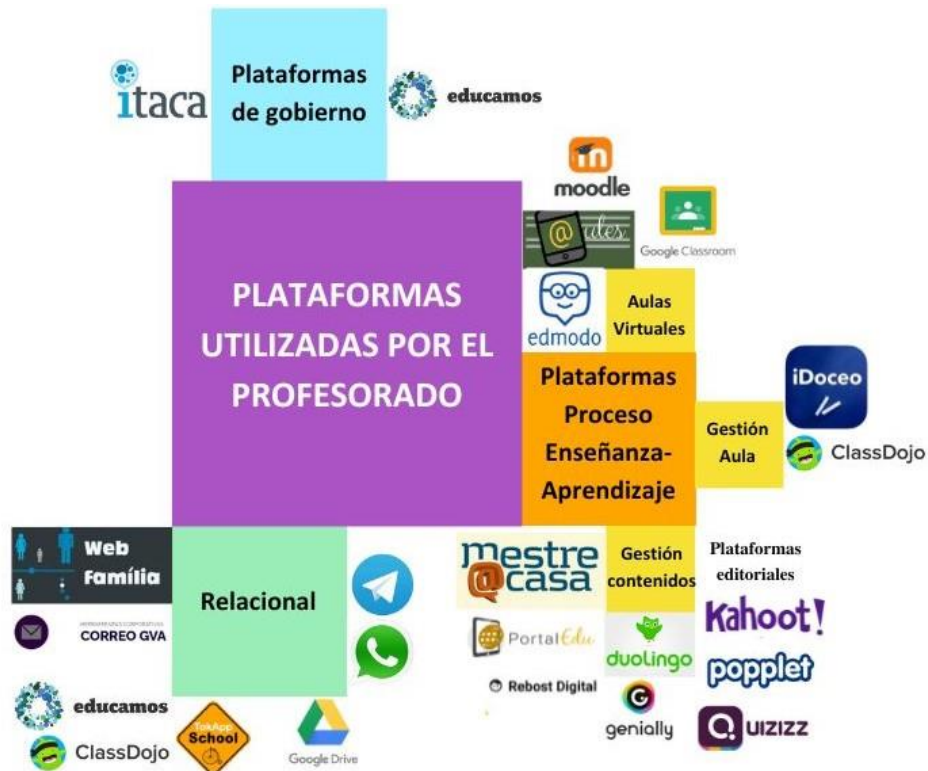 itaca
Plataformas
de gobierno
educamos
PLATAFORMAS
UTILIZADAS POR EL
PROFESORADO
moodle
@ules
Google Classroom
edmodo
Aulas
Virtuales
Plataformas
Proceso
Enseñanza-
Aprendizaje
Gestión
Aula
iDoceo
ClassDojo
Web
Família
CORREO GVA
Relacional
educamos
ClassDojo
TokApp
School
Google Drive
mestre
@casa
Gestión
contenidos
Plataformas
editoriales
Kahoot!
PortalEdu
duolingo
popplet
Rebost Digital
genially
QUIZIZZ